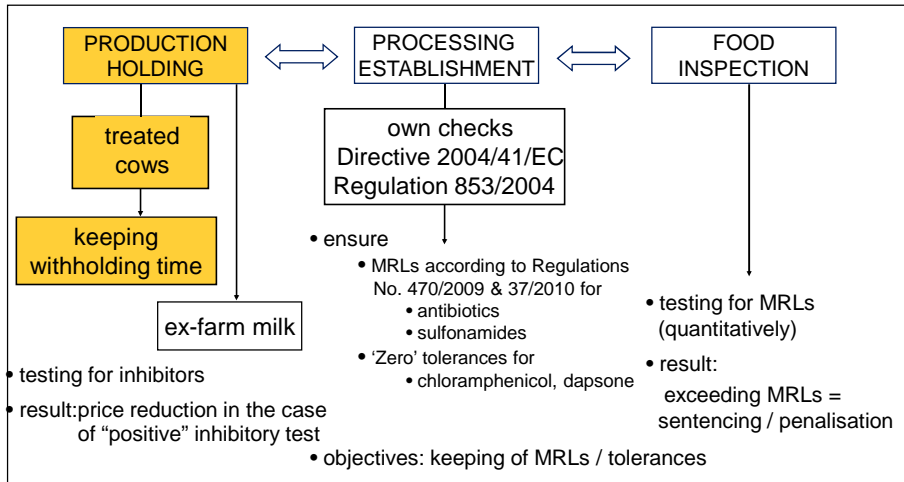 PRODUCTION
HOLDING
PROCESSING
ESTABLISHMENT
FOOD
INSPECTION
treated
cows
keeping
withholding time
ex-farm milk
• testing for inhibitors
• result:price reduction in the case
of “positive” inhibitory test
own checks
Directive 2004/41/EC
Regulation 853/2004
• ensure
• MRLs according to Regulations
No. 470/2009 & 37/2010 for
• antibiotics
• sulfonamides
• ‘Zero’ tolerances for
• chloramphenicol, dapsone
• objectives: keeping of MRLs / tolerances
• testing for MRLs
(quantitatively)
• result:
exceeding MRLs =
sentencing / penalisation